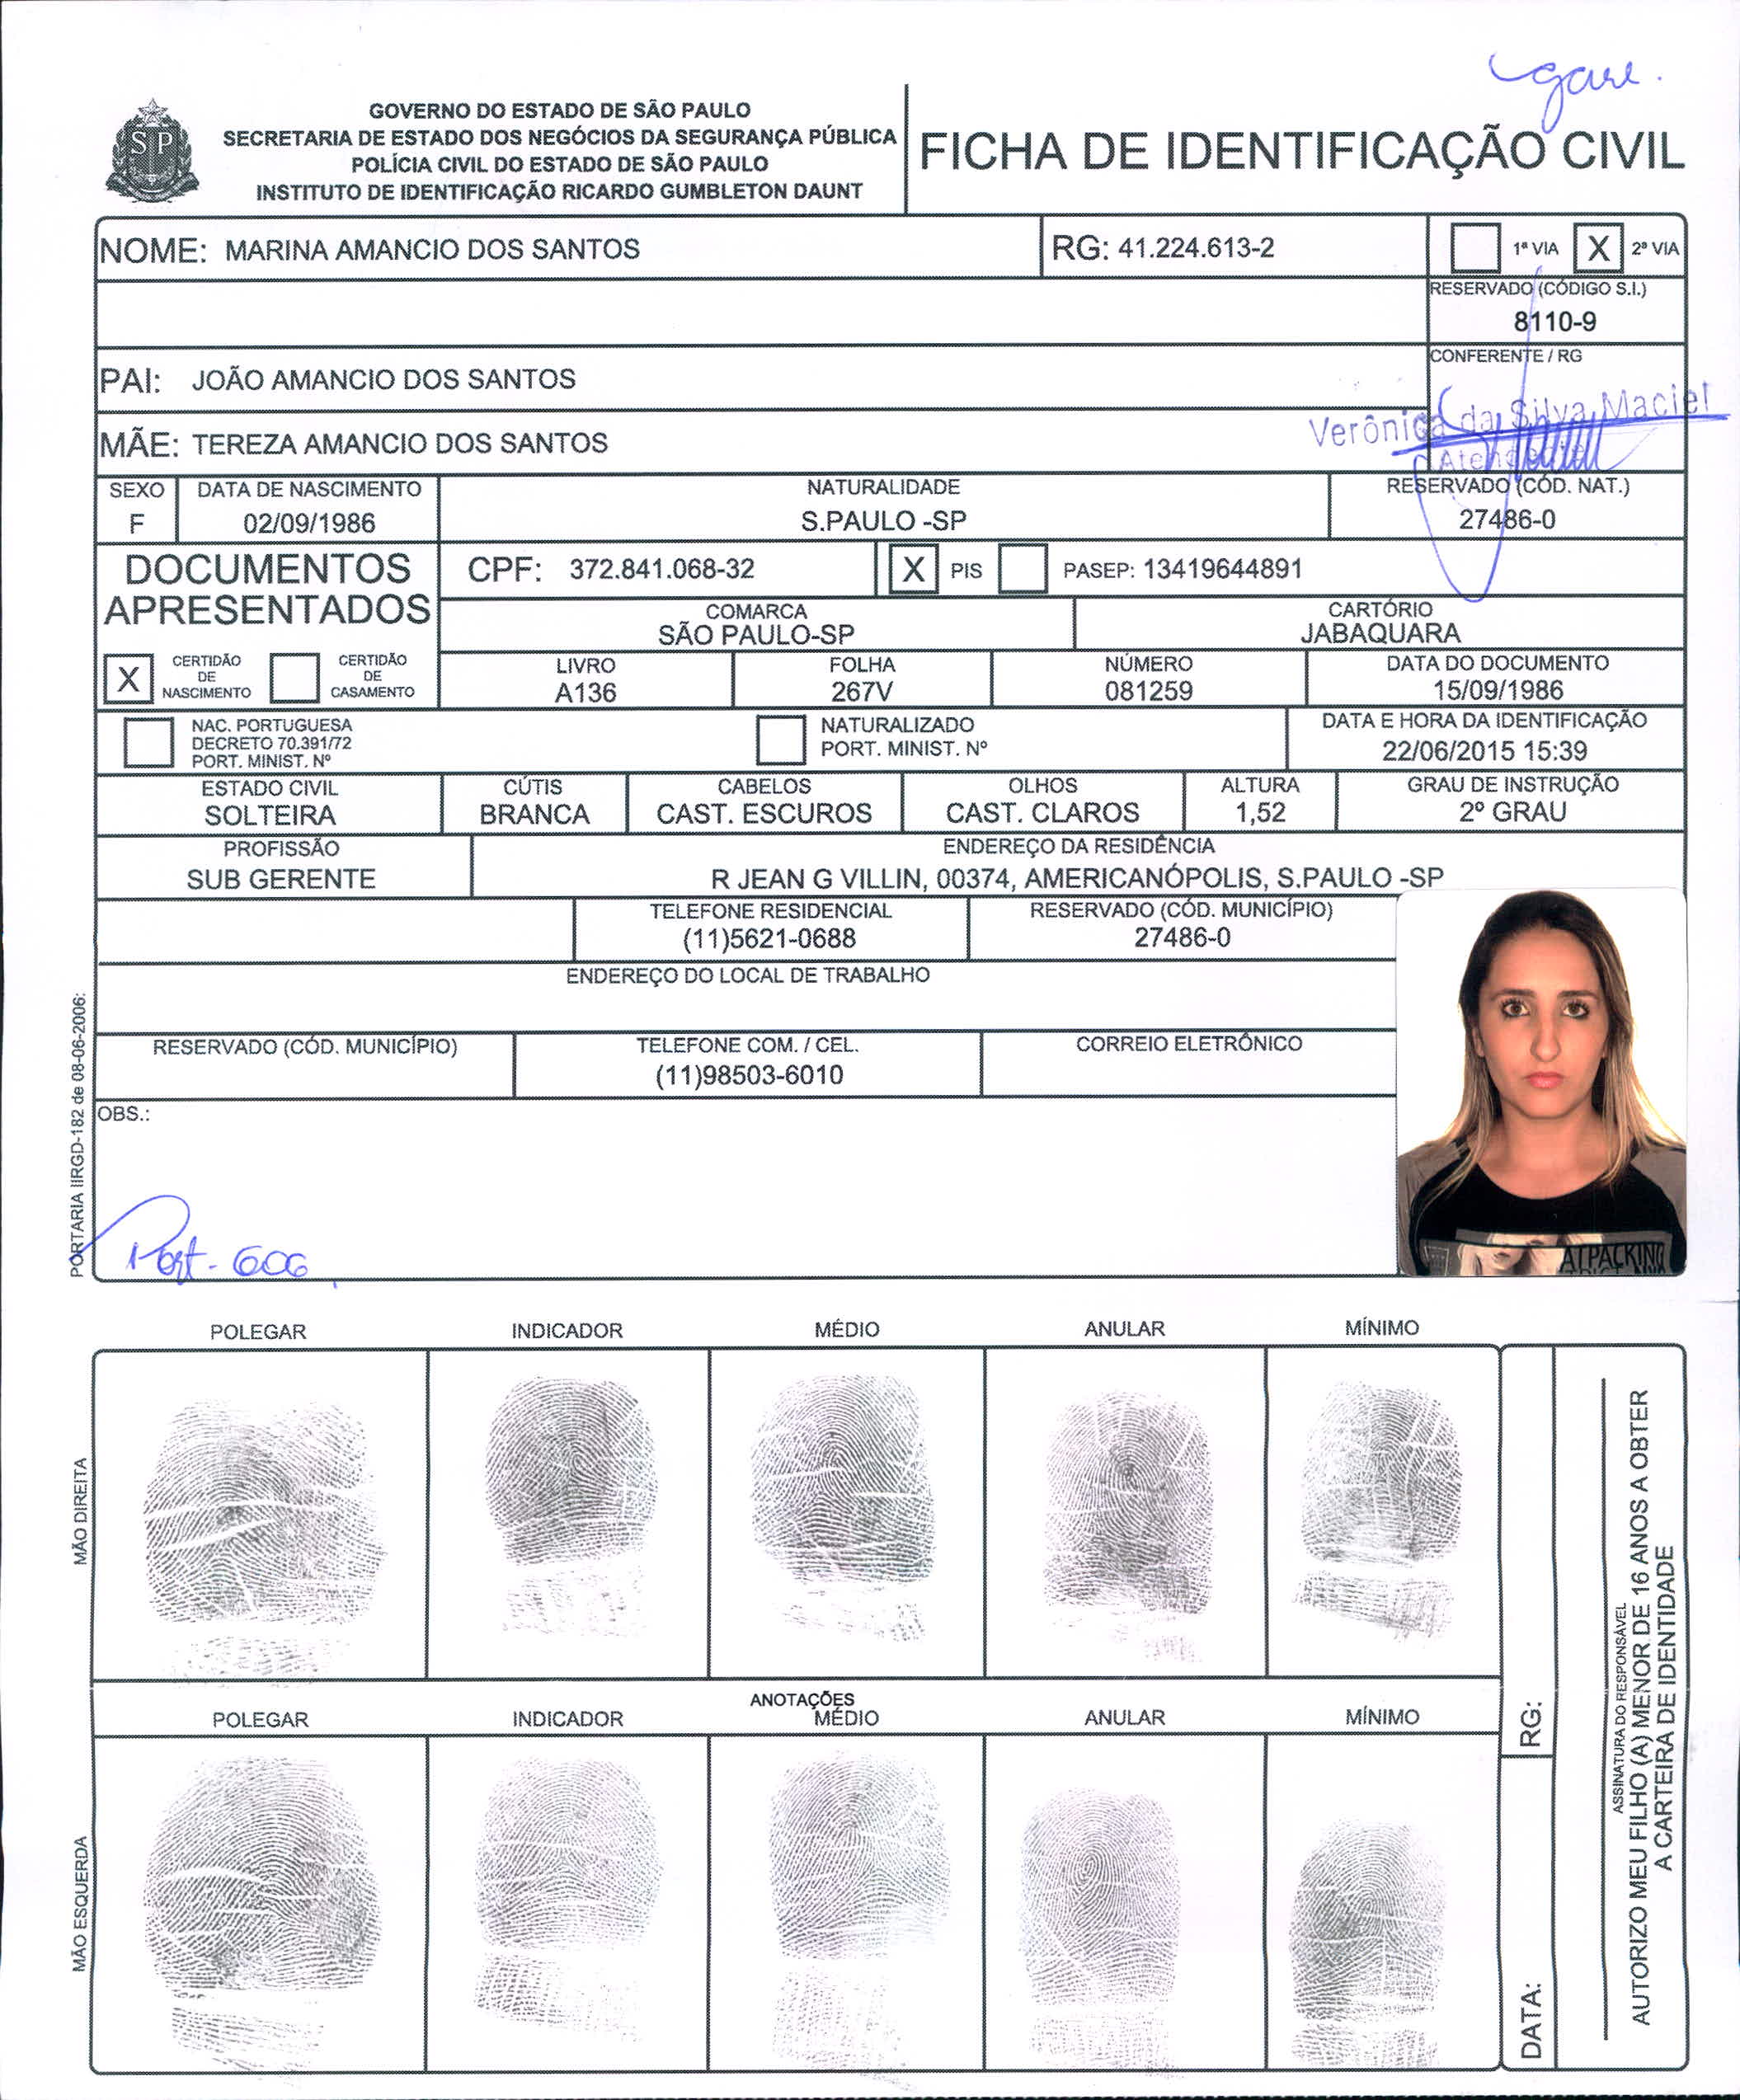 gare.
SP
GOVERNO DO ESTADO DE SÃO PAULO
SECRETARIA DE ESTADO DOS NEGÓCIOS DA SEGURANÇA PÚBLICA
POLÍCIA CIVIL DO ESTADO DE SÃO PAULO
INSTITUTO DE IDENTIFICAÇÃO RICARDO GUMBLETON DAUNT
FICHA DE IDENTIFICAÇÃO CIVIL
NOME: MARINA AMANCIO DOS SANTOS
RG: 41.224.613-2
1ª VIA X 2ª VIA
RESERVADO (CÓDIGO S.I.)
8110-9
PAI: JOÃO AMANCIO DOS SANTOS
CONFERENTE / RG
Verônica da Silva Maciel
MÃE: TEREZA AMANCIO DOS SANTOS
SEXO
F
DATA DE NASCIMENTO
02/09/1986
NATURALIDADE
S.PAULO -SP
RESERVADO (CÓD. NAT.)
27486-0
DOCUMENTOS
APRESENTADOS
CPF: 372.841.068-32
X PIS
PASEP: 13419644891
COMARCA
SÃO PAULO-SP
CARTÓRIO
JABAQUARA
X CERTIDÃO
DE
NASCIMENTO
CERTIDÃO
DE
CASAMENTO
LIVRO
A136
FOLHA
267V
NÚMERO
081259
DATA DO DOCUMENTO
15/09/1986
NAC. PORTUGUESA
DECRETO 70.391/72
PORT. MINIST. Nº
NATURALIZADO
PORT. MINIST. Nº
DATA E HORA DA IDENTIFICAÇÃO
22/06/2015 15:39
ESTADO CIVIL
SOLTEIRA
CÚTIS
BRANCA
CABELOS
CAST. ESCUROS
OLHOS
CAST. CLAROS
ALTURA
1,52
GRAU DE INSTRUÇÃO
2º GRAU
PROFISSÃO
SUB GERENTE
ENDEREÇO DA RESIDÊNCIA
R JEAN G VILLIN, 00374, AMERICANÓPOLIS, S.PAULO -SP
TELEFONE RESIDENCIAL
(11)5621-0688
RESERVADO (CÓD. MUNICÍPIO)
27486-0
ENDEREÇO DO LOCAL DE TRABALHO
RESERVADO (CÓD. MUNICÍPIO)
TELEFONE COM. / CEL.
(11)98503-6010
CORREIO ELETRÔNICO
OBS.:
Port. 606
PORTARIA IIRGD-182 de 08-06-2006:
ATPACKING
POLEGAR INDICADOR MÉDIO ANULAR MÍNIMO
MÃO DIREITA
ANOTAÇÕES
POLEGAR INDICADOR MÉDIO ANULAR MÍNIMO
MÃO ESQUERDA
RG:
DATA:
ASSINATURA DO RESPONSÁVEL
AUTORIZO MEU FILHO (A) MENOR DE 16 ANOS A OBTER
A CARTEIRA DE IDENTIDADE